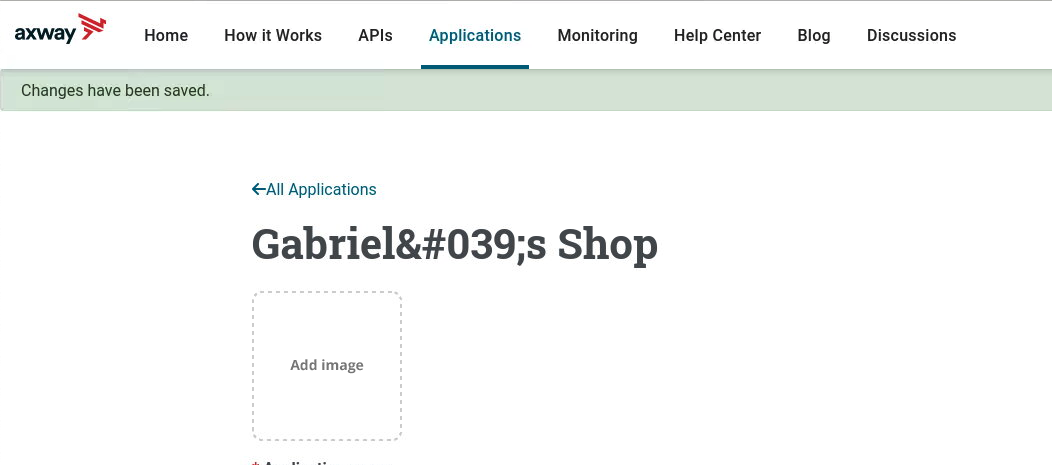 axway
Home How it Works APIs Applications Monitoring Help Center Blog Discussions
Changes have been saved.
←All Applications
Gabriel&#039;s Shop
Add image